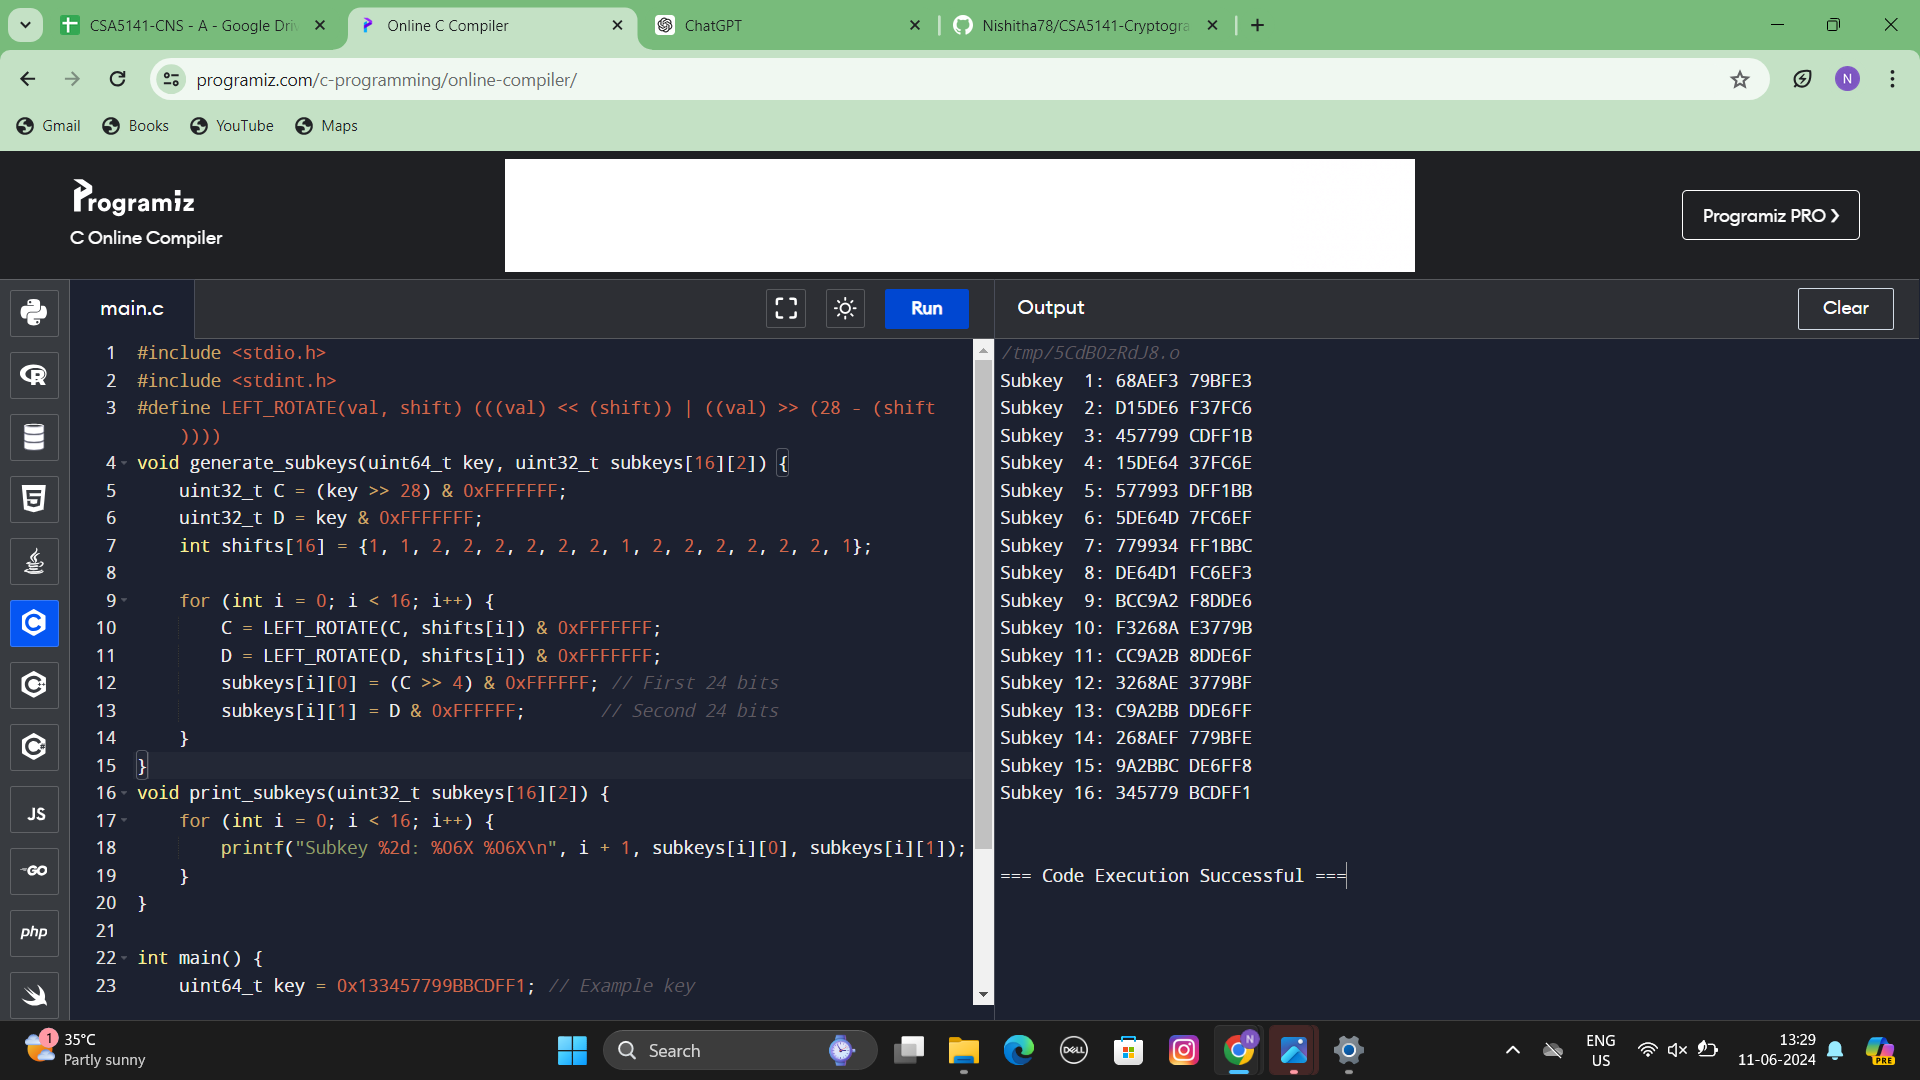 CSA5141-CNS - A - Google Driv
Online C Compiler
ChatGPT
Nishitha78/CSA5141-Cryptogra
programiz.com/c-programming/online-compiler/
N
Gmail
Books
YouTube
Maps
Programiz
C Online Compiler
Programiz PRO ❯
main.c
Run
Output
Clear
1 #include <stdio.h>
2 #include <stdint.h>
3 #define LEFT_ROTATE(val, shift) (((val) << (shift)) | ((val) >> (28 - (shift
))))
4 void generate_subkeys(uint64_t key, uint32_t subkeys[16][2]) {
5 uint32_t C = (key >> 28) & 0xFFFFFFF;
6 uint32_t D = key & 0xFFFFFFF;
7 int shifts[16] = {1, 1, 2, 2, 2, 2, 2, 2, 1, 2, 2, 2, 2, 2, 2, 1};
8
9 for (int i = 0; i < 16; i++) {
10 C = LEFT_ROTATE(C, shifts[i]) & 0xFFFFFFF;
11 D = LEFT_ROTATE(D, shifts[i]) & 0xFFFFFFF;
12 subkeys[i][0] = (C >> 4) & 0xFFFFFF; // First 24 bits
13 subkeys[i][1] = D & 0xFFFFFF; // Second 24 bits
14 }
15 }
16 void print_subkeys(uint32_t subkeys[16][2]) {
17 for (int i = 0; i < 16; i++) {
18 printf("Subkey %2d: %06X %06X\n", i + 1, subkeys[i][0], subkeys[i][1]);
19 }
20 }
21
22 int main() {
23 uint64_t key = 0x133457799BBCDFF1; // Example key
/tmp/5CdBOzRdJ8.o
Subkey 1: 68AEF3 79BFE3
Subkey 2: D15DE6 F37FC6
Subkey 3: 457799 CDFF1B
Subkey 4: 15DE64 37FC6E
Subkey 5: 577993 DFF1BB
Subkey 6: 5DE64D 7FC6EF
Subkey 7: 779934 FF1BBC
Subkey 8: DE64D1 FC6EF3
Subkey 9: BCC9A2 F8DDE6
Subkey 10: F3268A E3779B
Subkey 11: CC9A2B 8DDE6F
Subkey 12: 3268AE 3779BF
Subkey 13: C9A2BB DDE6FF
Subkey 14: 268AEF 779BFE
Subkey 15: 9A2BBC DE6FF8
Subkey 16: 345779 BCDFF1
=== Code Execution Successful ===
JS
GO
php
1
35°C
Partly sunny
Search
DELL
N
ENG
US
13:29
11-06-2024
PRE